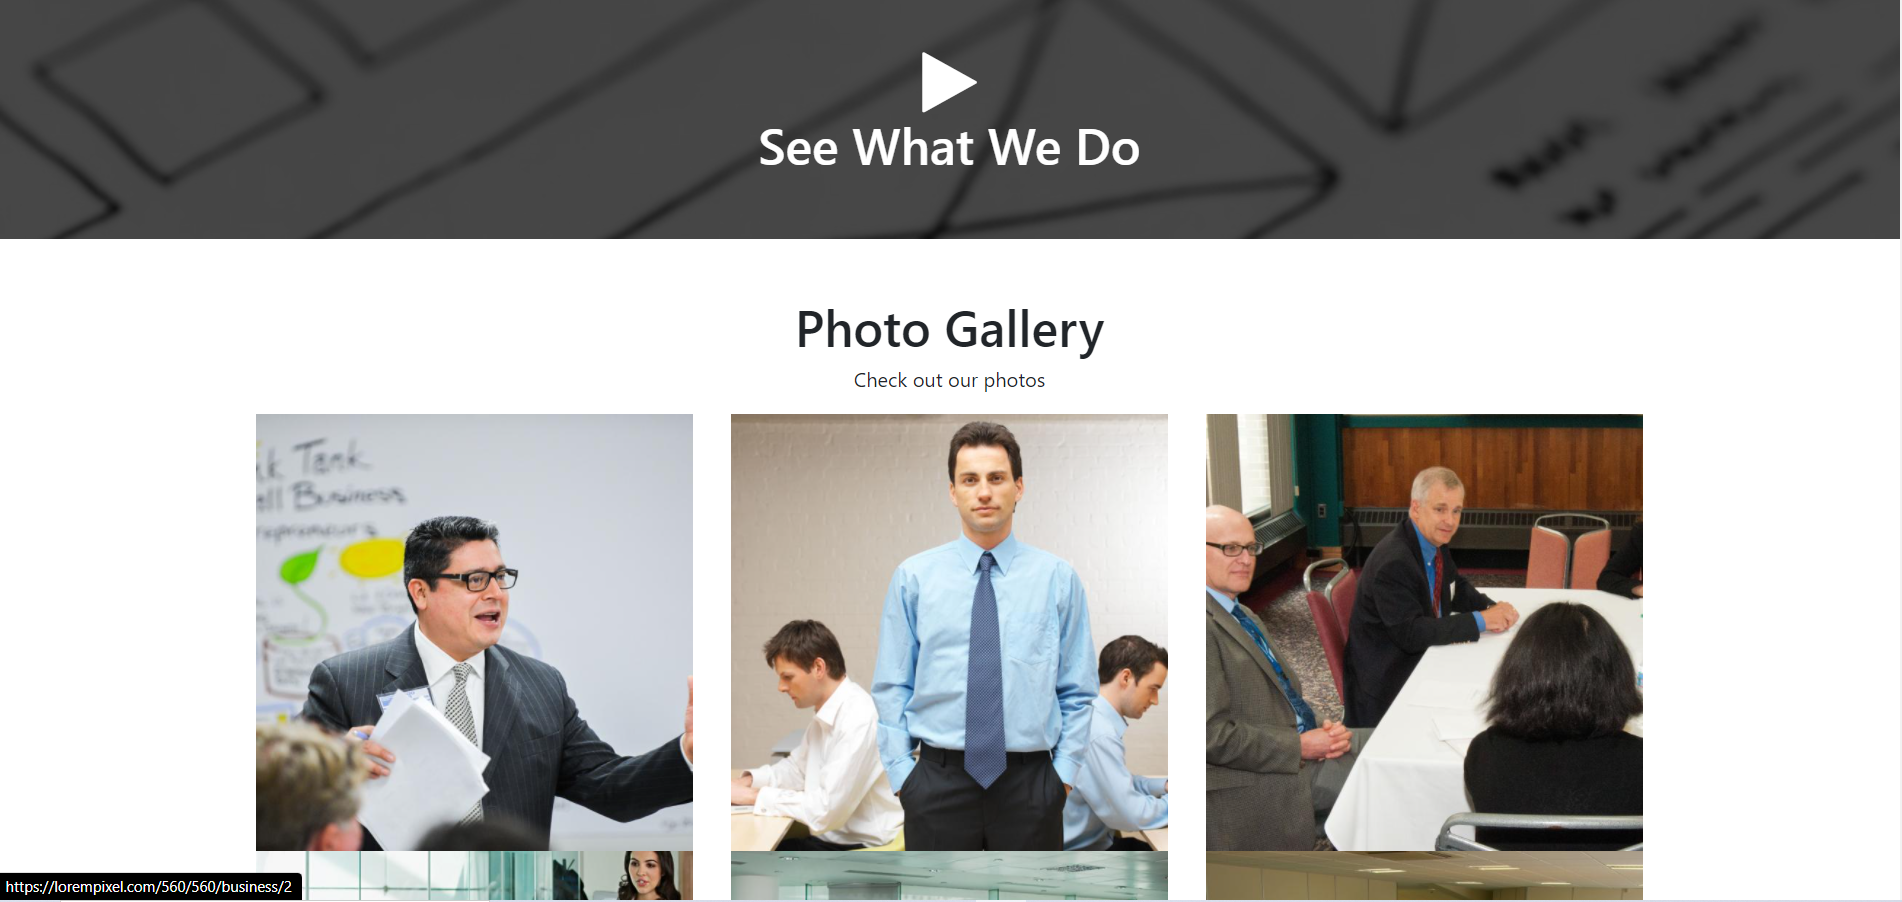 See What We Do
Photo Gallery
Check out our photos
Tank
Business
https://lorempixel.com/560/560/business/2